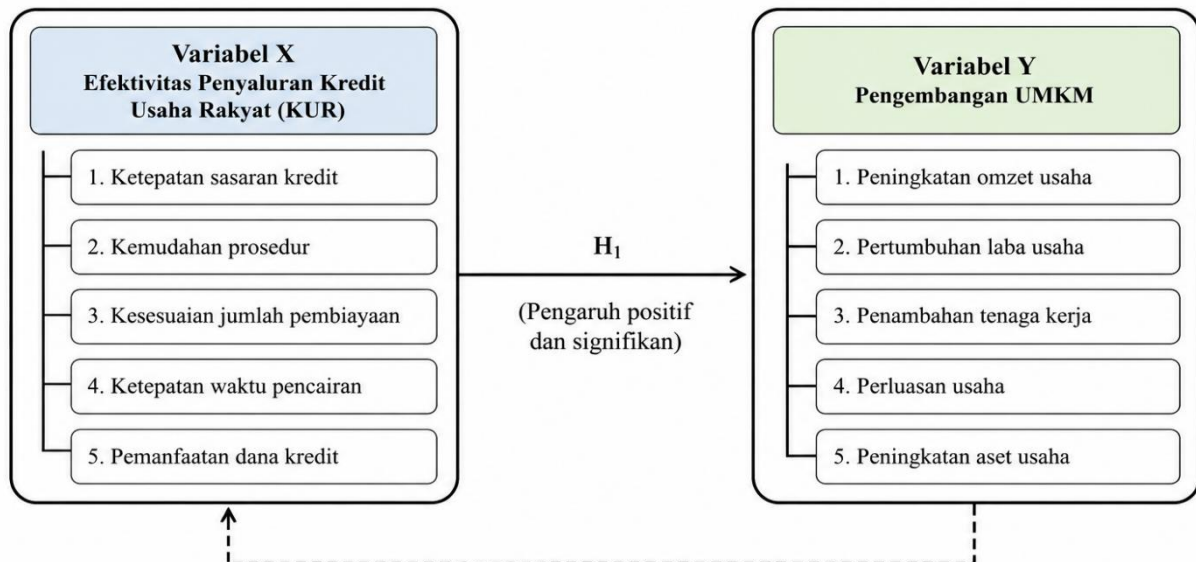 Variabel X
Efektivitas Penyaluran Kredit
Usaha Rakyat (KUR)
1. Ketepatan sasaran kredit
2. Kemudahan prosedur
3. Kesesuaian jumlah pembiayaan
4. Ketepatan waktu pencairan
5. Pemanfaatan dana kredit
H₁
(Pengaruh positif
dan signifikan)
Variabel Y
Pengembangan UMKM
1. Peningkatan omzet usaha
2. Pertumbuhan laba usaha
3. Penambahan tenaga kerja
4. Perluasan usaha
5. Peningkatan aset usaha